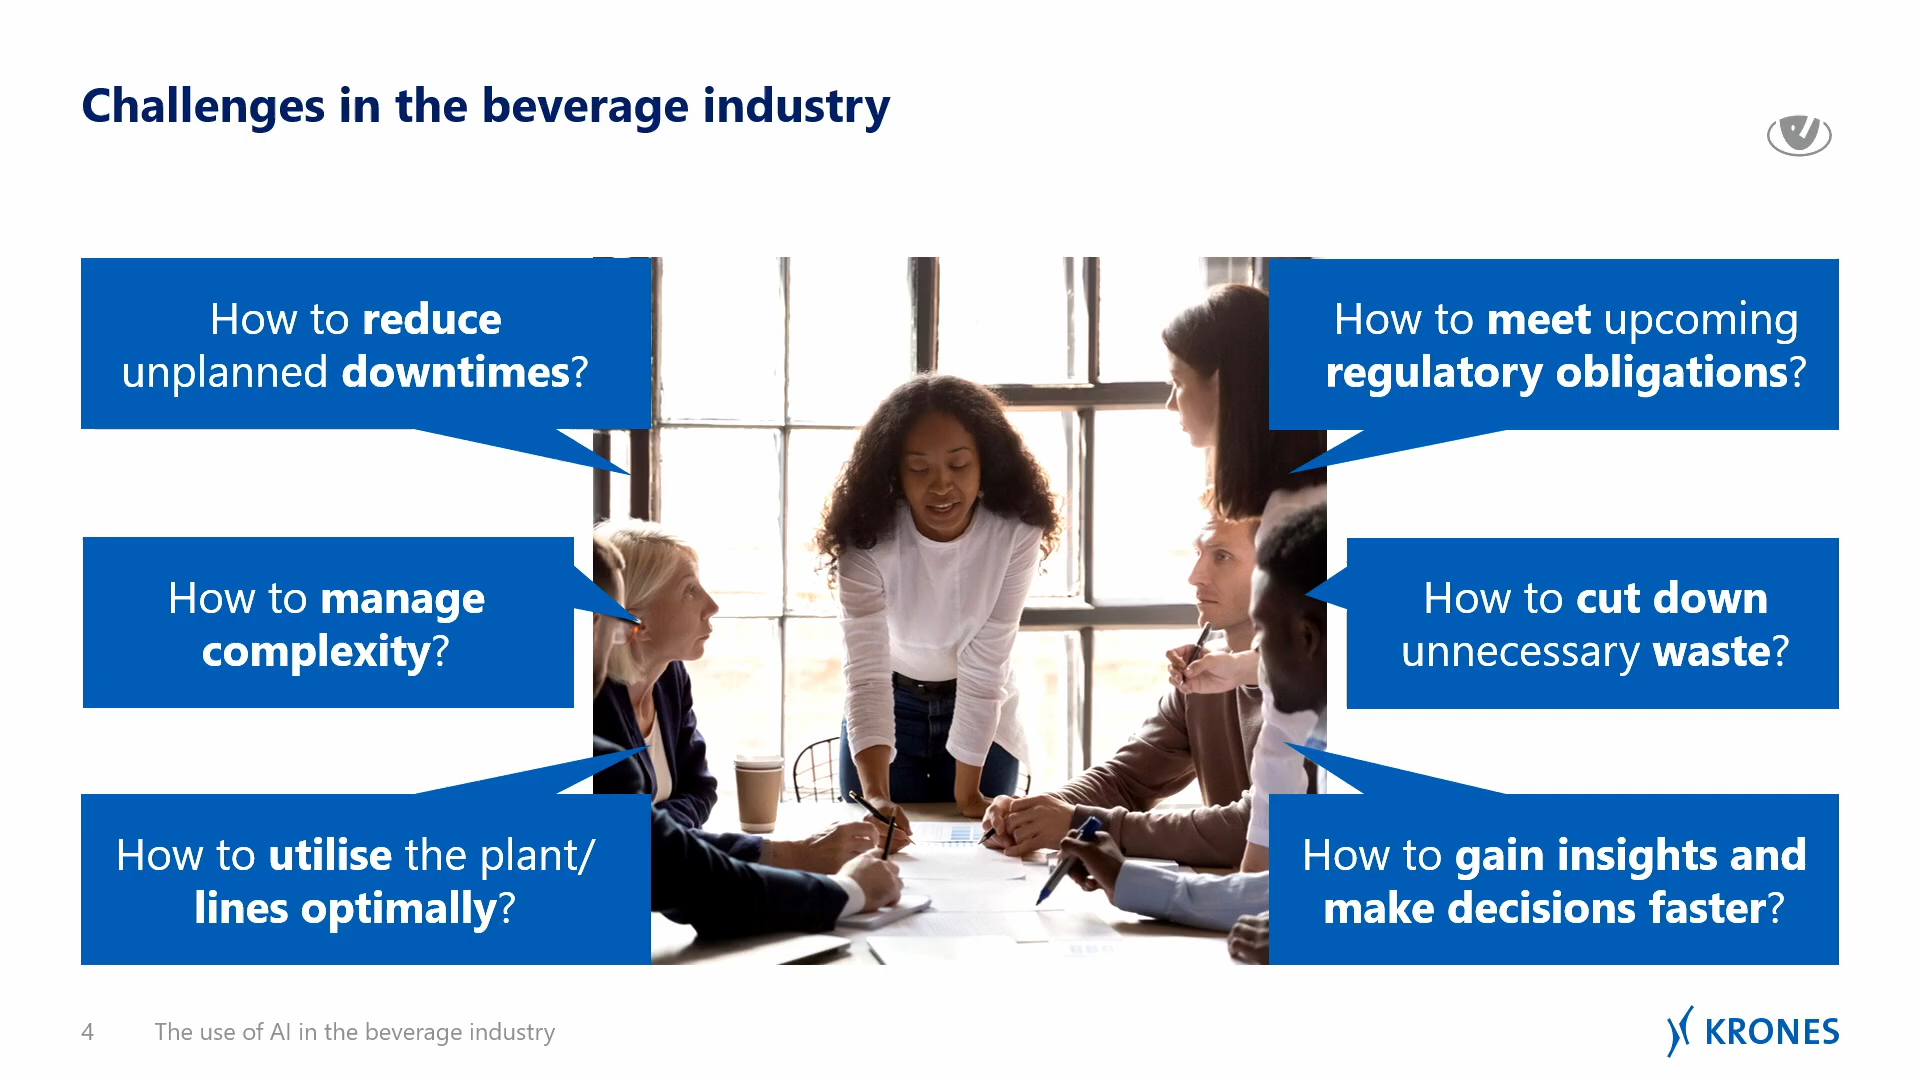 Challenges in the beverage industry
How to reduce
unplanned downtimes?
How to meet upcoming
regulatory obligations?
How to manage
complexity?
How to cut down
unnecessary waste?
How to utilise the plant/
lines optimally?
How to gain insights and
make decisions faster?
4 The use of AI in the beverage industry
KRONES